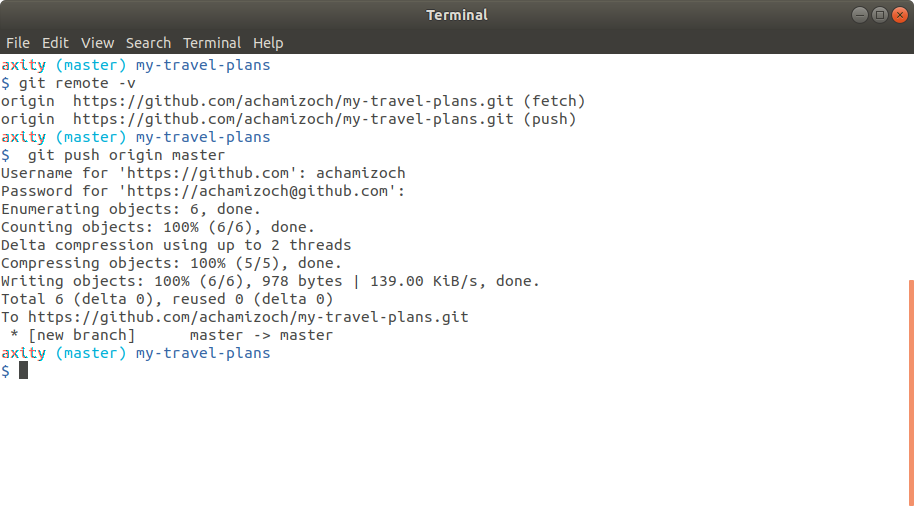 Terminal
File Edit View Search Terminal Help
axity (master) my-travel-plans
$ git remote -v
origin  https://github.com/achamizoch/my-travel-plans.git (fetch)
origin  https://github.com/achamizoch/my-travel-plans.git (push)
axity (master) my-travel-plans
$  git push origin master
Username for 'https://github.com': achamizoch
Password for 'https://achamizoch@github.com':
Enumerating objects: 6, done.
Counting objects: 100% (6/6), done.
Delta compression using up to 2 threads
Compressing objects: 100% (5/5), done.
Writing objects: 100% (6/6), 978 bytes | 139.00 KiB/s, done.
Total 6 (delta 0), reused 0 (delta 0)
To https://github.com/achamizoch/my-travel-plans.git
 * [new branch]      master -> master
axity (master) my-travel-plans
$